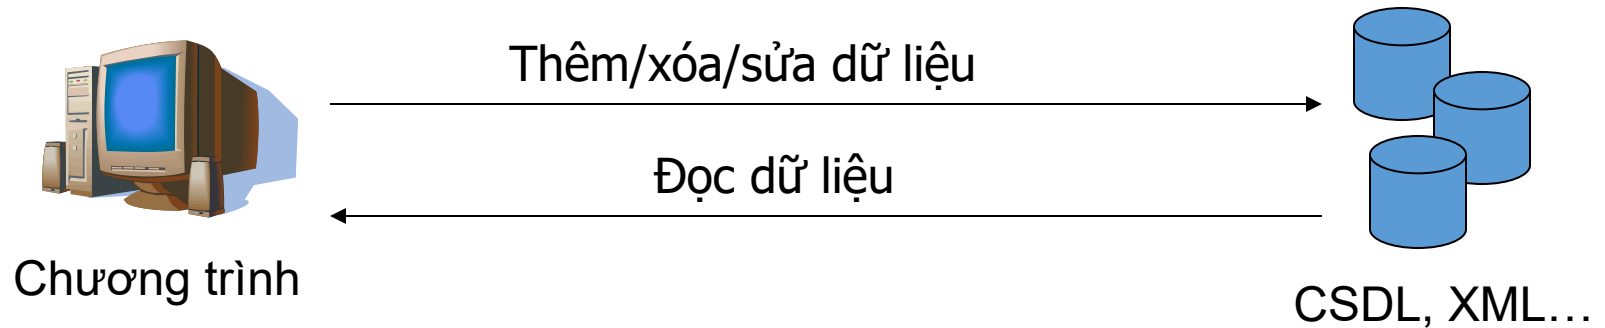 Thêm/xóa/sửa dữ liệu
Đọc dữ liệu
Chương trình
CSDL, XML…